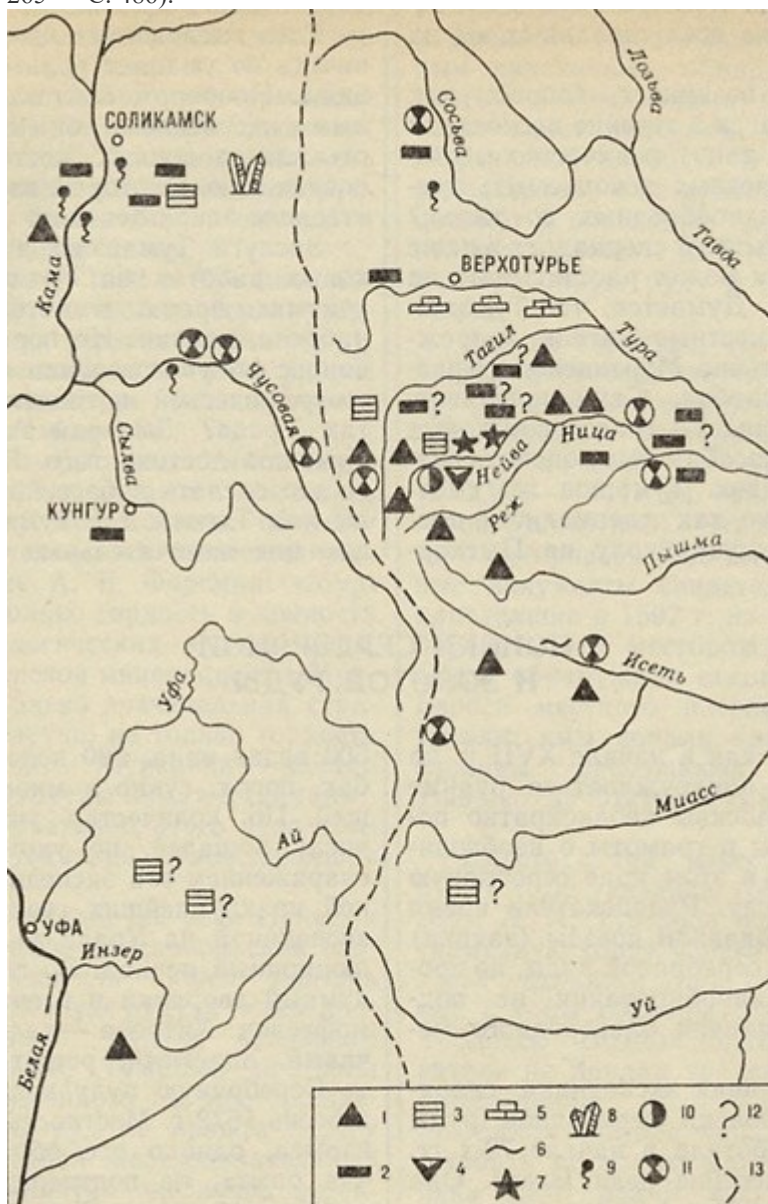 Лозьва
Сосьва
СОЛИКАМСК
Тавда
ВЕРХОТУРЬЕ
Кама
Тагил
Тура
?
Чусовая
?
?
Ница
?
Сылва
Нейва
КУНГУР
Реж
Пышма
Исеть
Уфа
Миасс
Ай
?
?
?
УФА
Инзер
Уй
Белая
1 3 5 8 10 ? 12
2 4 6 7 9 11 13